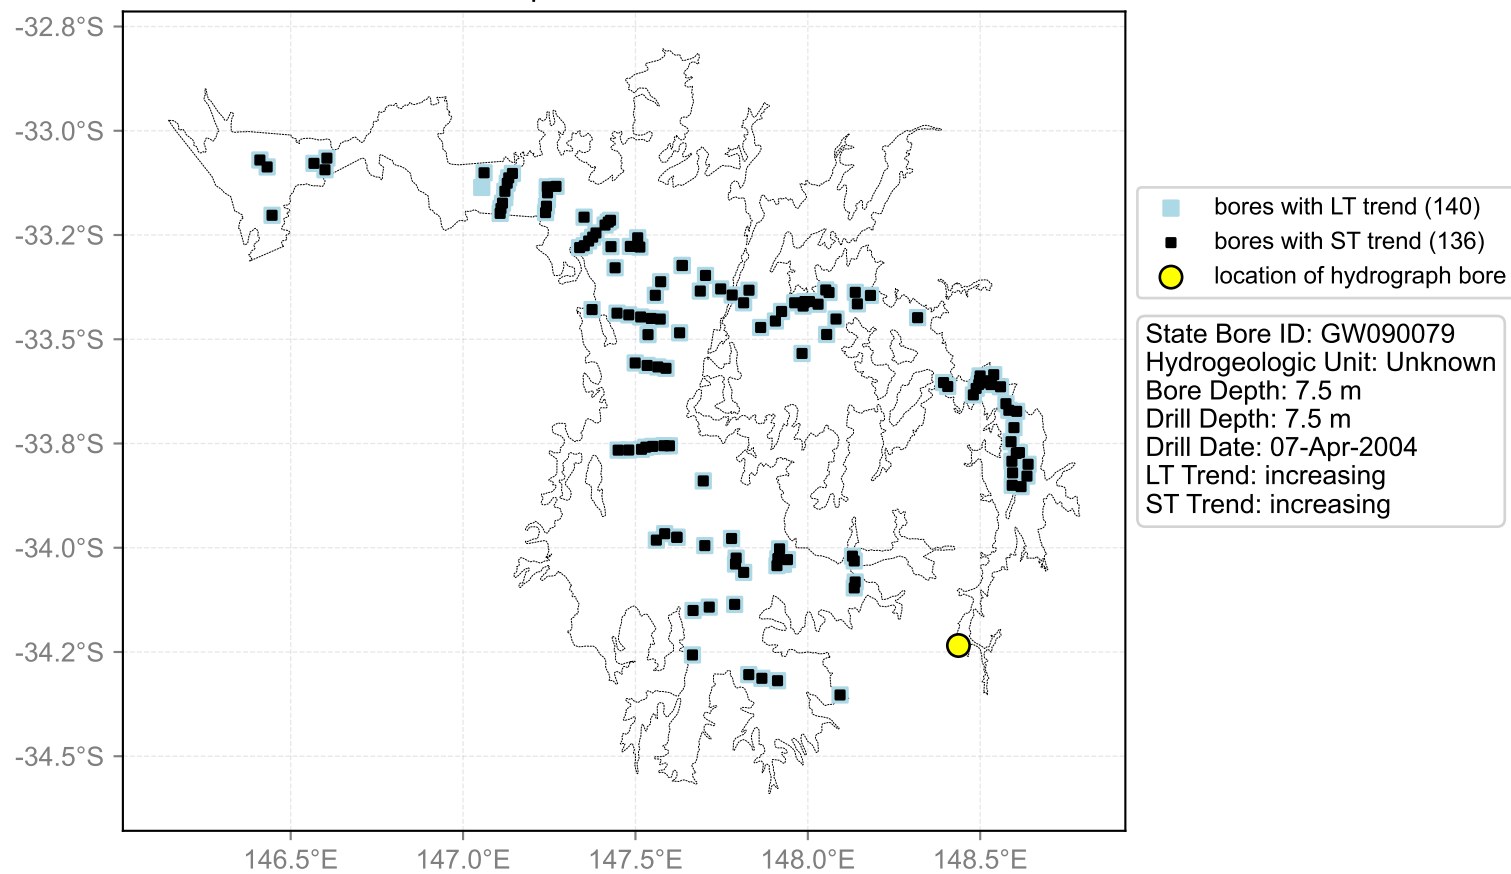 -32.8°S
-33.0°S
-33.2°S
-33.5°S
-33.8°S
-34.0°S
-34.2°S
-34.5°S
146.5°E 147.0°E 147.5°E 148.0°E 148.5°E
bores with LT trend (140)
bores with ST trend (136)
location of hydrograph bore
State Bore ID: GW090079
Hydrogeologic Unit: Unknown
Bore Depth: 7.5 m
Drill Depth: 7.5 m
Drill Date: 07-Apr-2004
LT Trend: increasing
ST Trend: increasing